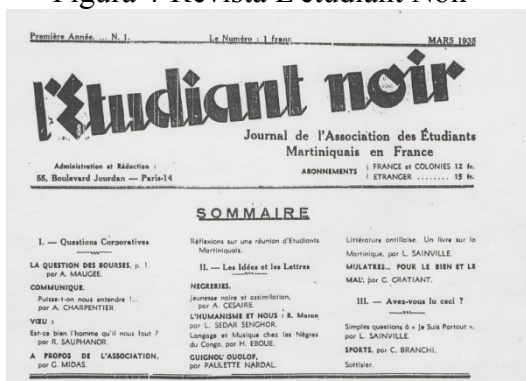 Figura 4 Revista L'étudiant Noir
Première Année. ... N. 1.
Le Numéro : 1 franc
MARS 1935
l'Étudiant noir
Journal de l'Association des Étudiants
Martiniquais en France
Administration et Rédaction :
55, Boulevard Jourdan — Paris-14
ABONNEMENTS
FRANCE et COLONIES 12 fr.
ETRANGER ........ 15 fr.
SOMMAIRE
I. — Questions Corporatives
LA QUESTION DES BOURSES, p. 1.
par A. MAUGEE.
COMMUNIQUE.
Puisse-t-on nous entendre !...
par A. CHARPENTIER
VŒU :
Est-ce bien l'homme qu'il nous faut ?
par R. SAUPHANOR.
A PROPOS DE L'ASSOCIATION,
par G. MIDAS.
Réflexions sur une réunion d'Etudiants
Martiniquais.
II. — Les Idées et les Lettres
NEGRERIES.
Jeunesse noire et assimilation,
par A. CESAIRE.
L'HUMANISME ET NOUS : R. Maran
par L. SEDAR SENGHOR.
Langage et Musique chez les Nègres
du Congo, par H. EBOUE.
GUIGNOL OUOLOF,
par PAULETTE NARDAL.
Littérature antillaise. Un livre sur la
Martinique, par L. SAINVILLE.
MULATRES... POUR LE BIEN ET LE
MAL, par G. GRATIANT.
III. — Avez-vous lu ceci ?
Simples questions à « Je Suis Partout »,
par L. SAINVILLE.
SPORTS, par C. BRANCHI.
Sottisier.